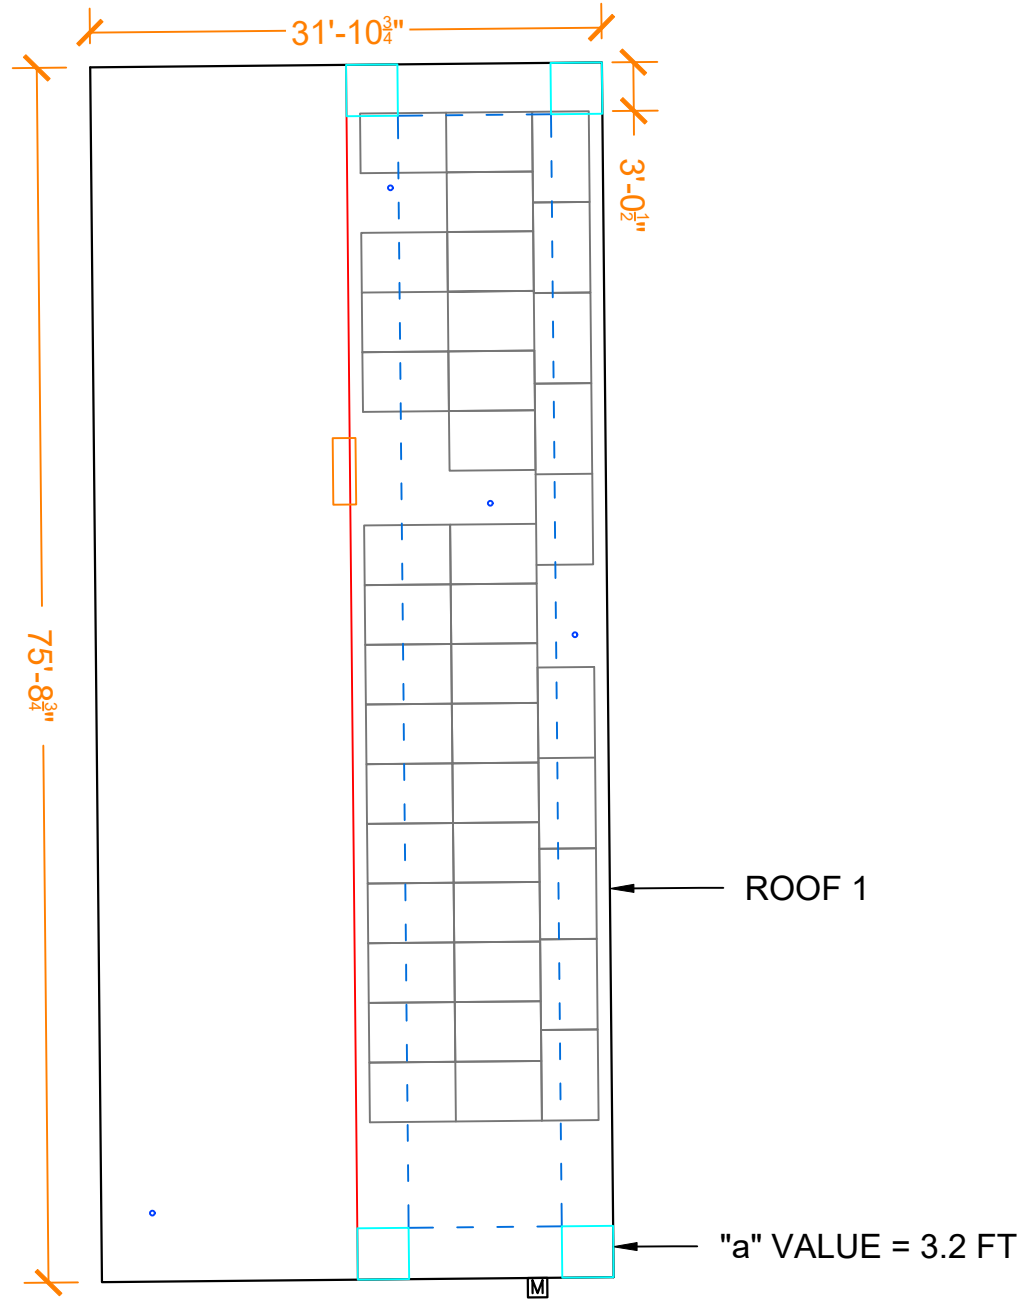 31'-10¾"
3'-0½"
75'-8¾"
ROOF 1
"a" VALUE = 3.2 FT
M